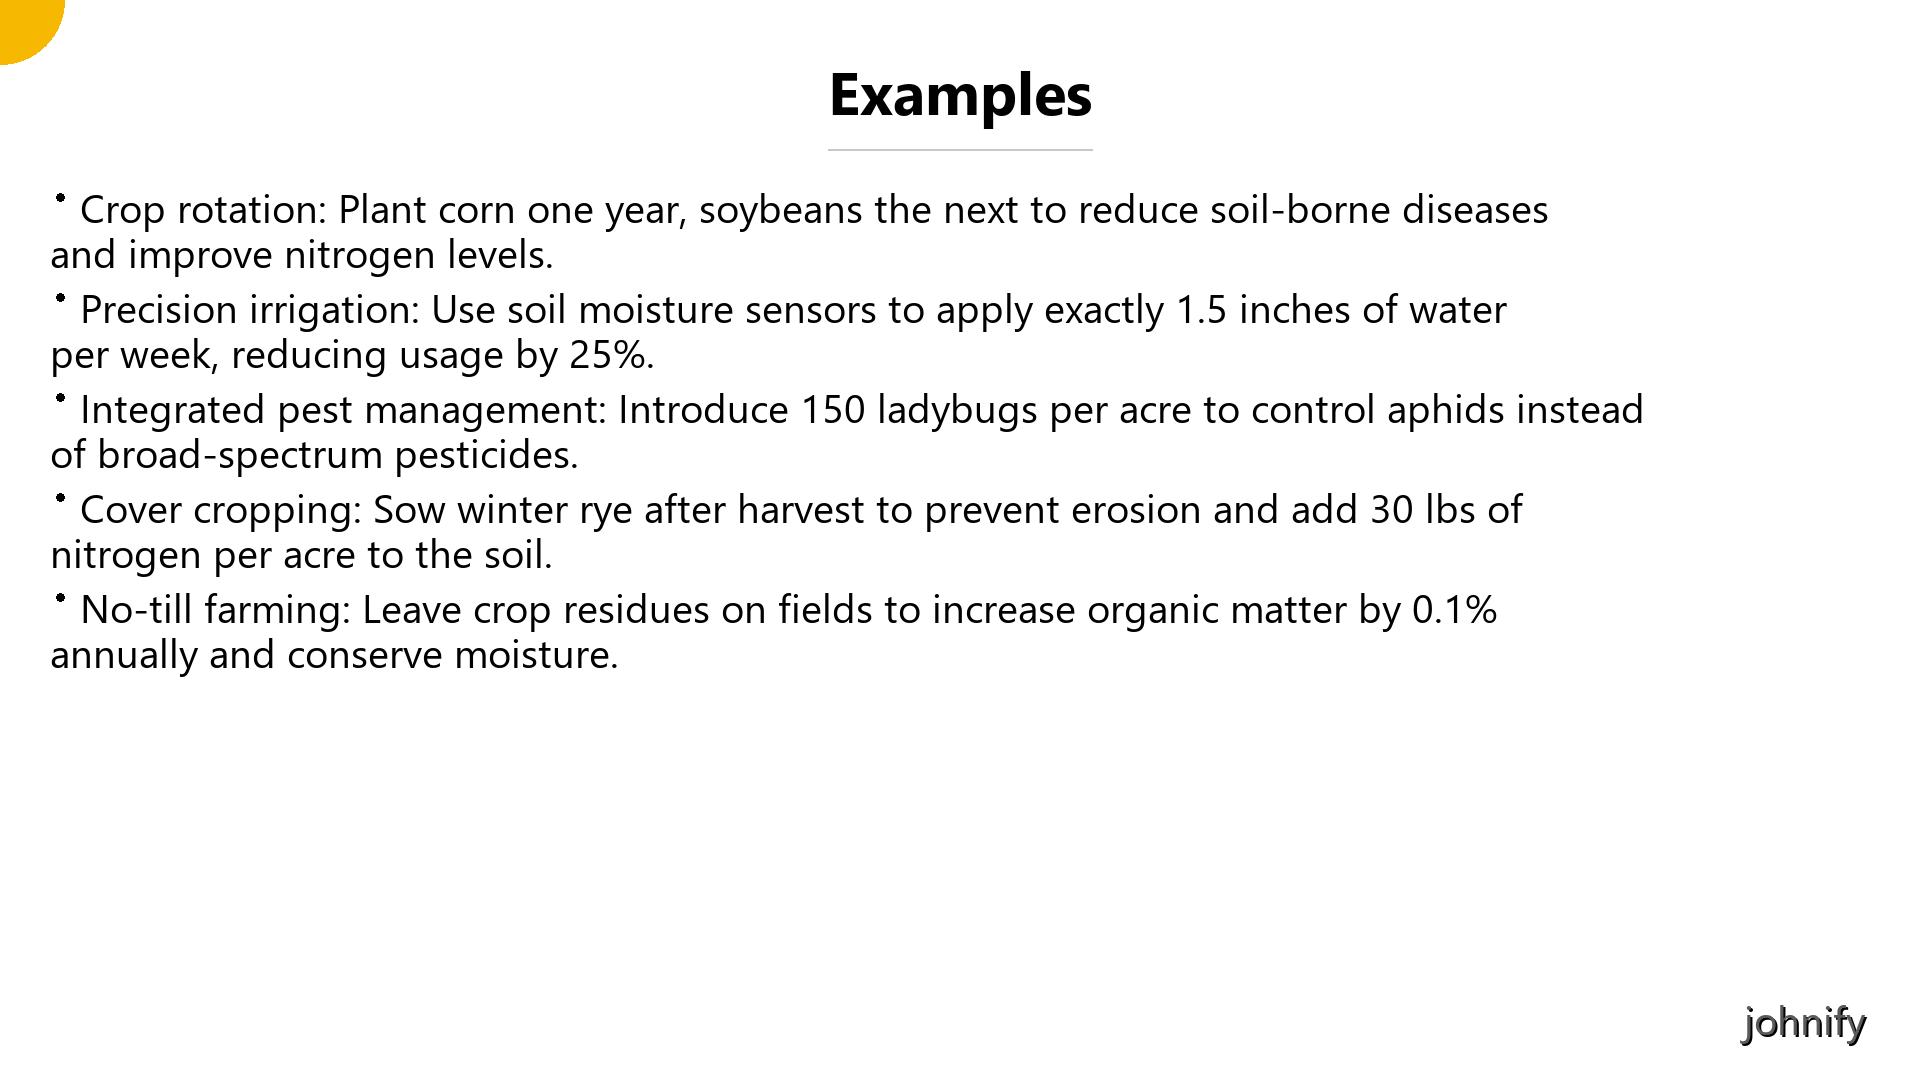 Examples
• Crop rotation: Plant corn one year, soybeans the next to reduce soil-borne diseases
and improve nitrogen levels.
• Precision irrigation: Use soil moisture sensors to apply exactly 1.5 inches of water
per week, reducing usage by 25%.
• Integrated pest management: Introduce 150 ladybugs per acre to control aphids instead
of broad-spectrum pesticides.
• Cover cropping: Sow winter rye after harvest to prevent erosion and add 30 lbs of
nitrogen per acre to the soil.
• No-till farming: Leave crop residues on fields to increase organic matter by 0.1%
annually and conserve moisture.
johnify